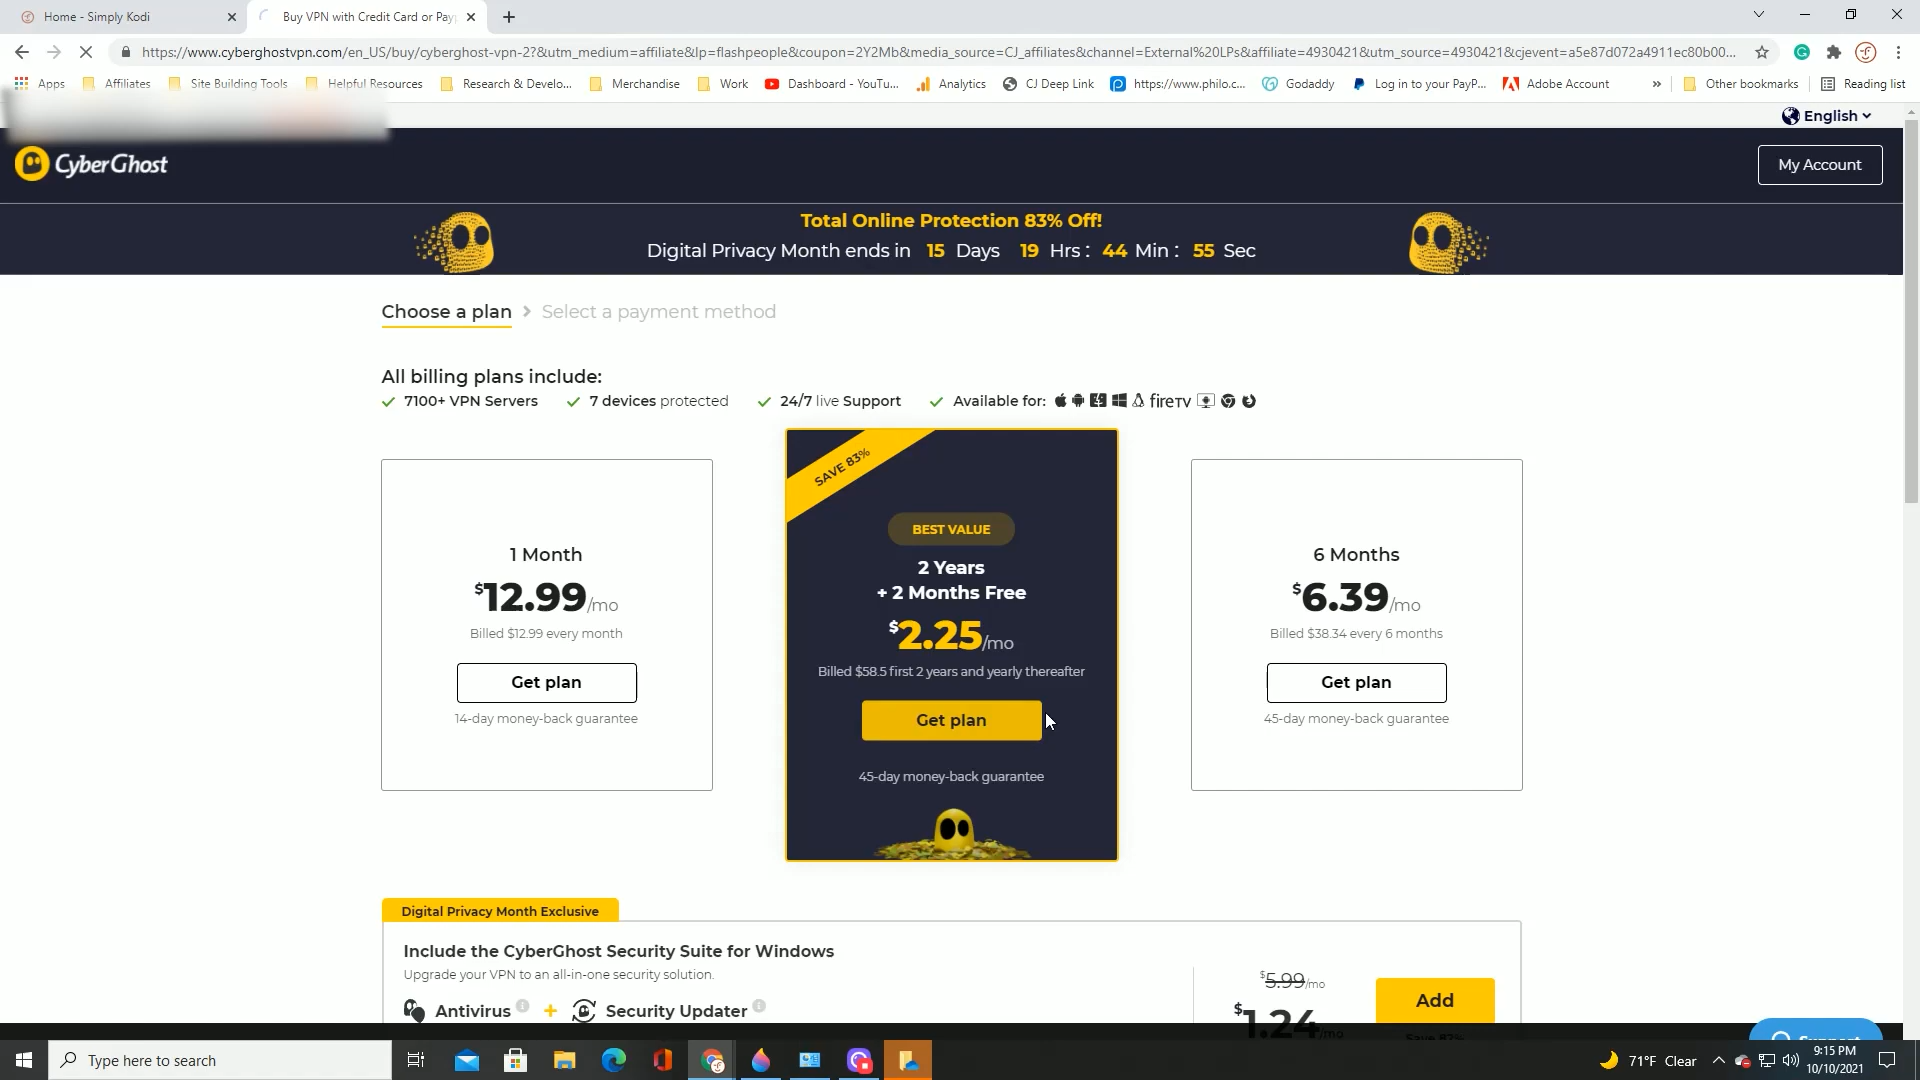 Home - Simply Kodi
Buy VPN with Credit Card or Payp
https://www.cyberghostvpn.com/en_US/buy/cyberghost-vpn-2?&utm_medium=affiliate&lp=flashpeople&coupon=2Y2Mb&media_source=CJ_affiliates&channel=External%20LPs&affiliate=4930421&utm_source=4930421&cjevent=a5e87d072a4911ec80b00...
Apps Affiliates Site Building Tools Helpful Resources Research & Develo... Merchandise Work Dashboard - YouTu... Analytics CJ Deep Link https://www.philo.c... Godaddy Log in to your PayP... Adobe Account » Other bookmarks Reading list
English
CyberGhost
My Account
Total Online Protection 83% Off!
Digital Privacy Month ends in 15 Days 19 Hrs : 44 Min : 55 Sec
Choose a plan > Select a payment method
All billing plans include:
7100+ VPN Servers 7 devices protected 24/7 live Support Available for: fireTV
1 Month
$12.99/mo
Billed $12.99 every month
Get plan
14-day money-back guarantee
SAVE 83%
BEST VALUE
2 Years
+ 2 Months Free
$2.25/mo
Billed $58.5 first 2 years and yearly thereafter
Get plan
45-day money-back guarantee
6 Months
$6.39/mo
Billed $38.34 every 6 months
Get plan
45-day money-back guarantee
Digital Privacy Month Exclusive
Include the CyberGhost Security Suite for Windows
Upgrade your VPN to an all-in-one security solution.
Antivirus + Security Updater
$5.99/mo
$1.24/mo
Add
Save 82%
Support
Type here to search
71°F Clear
9:15 PM
10/10/2021